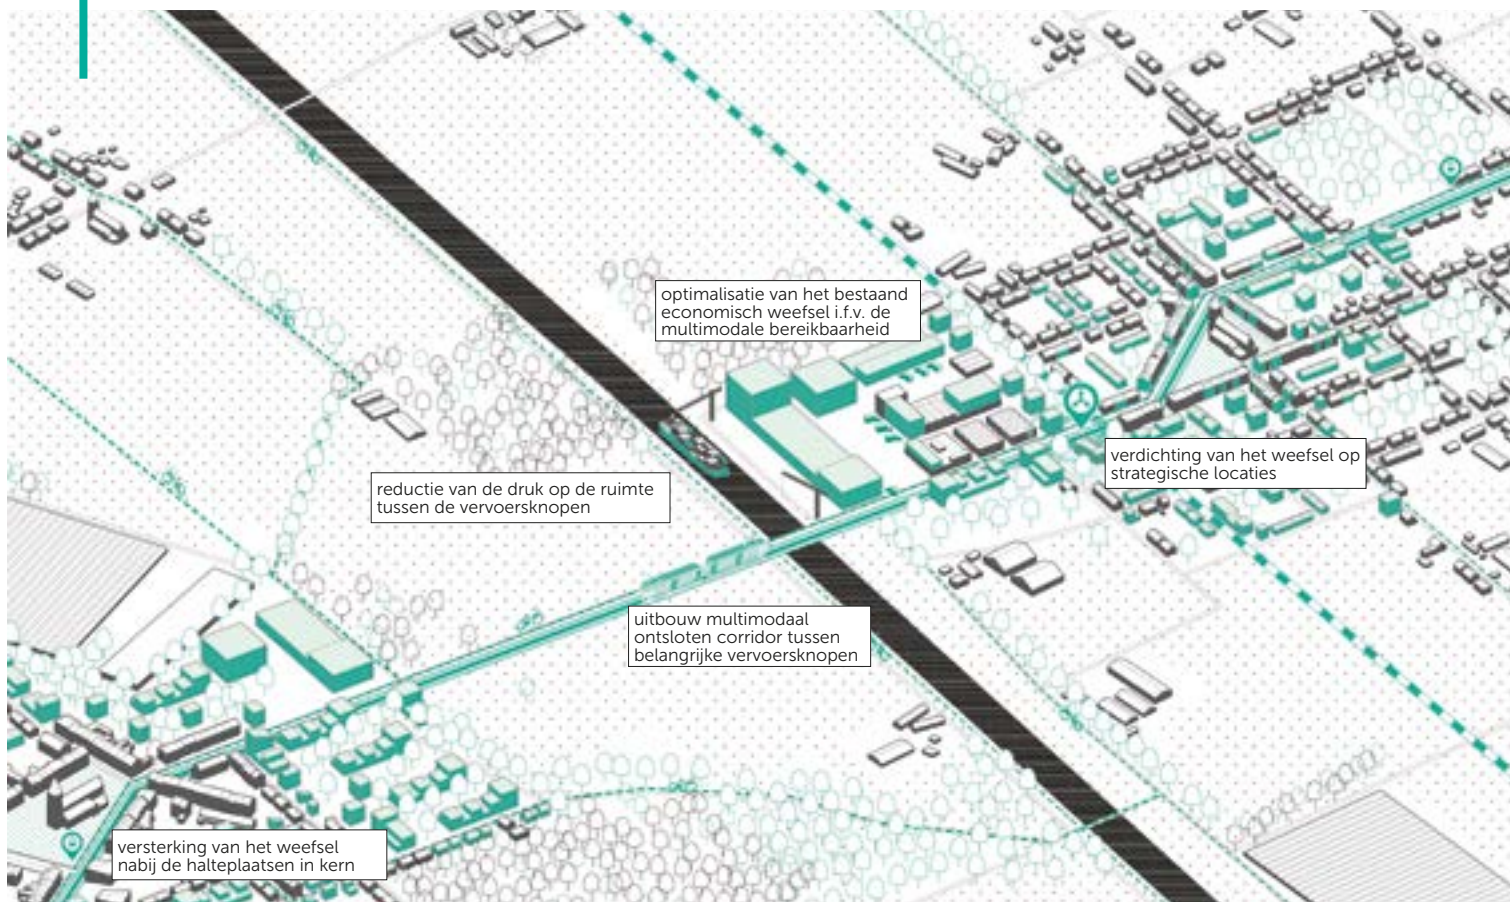 optimalisatie van het bestaand
economisch weefsel i.f.v. de
multimodale bereikbaarheid
verdichting van het weefsel op
strategische locaties
reductie van de druk op de ruimte
tussen de vervoersknopen
uitbouw multimodaal
ontsloten corridor tussen
belangrijke vervoersknopen
versterking van het weefsel
nabij de halteplaatsen in kern